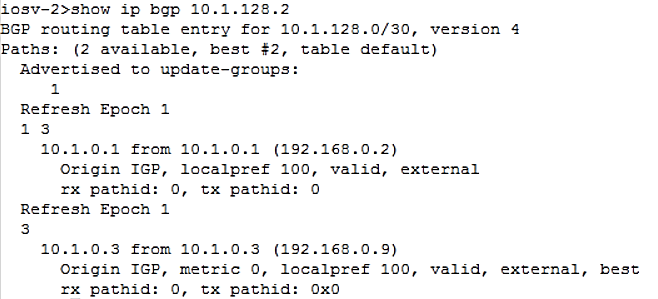 iosv-2>show ip bgp 10.1.128.2
BGP routing table entry for 10.1.128.0/30, version 4
Paths: (2 available, best #2, table default)
  Advertised to update-groups:
     1
  Refresh Epoch 1
  1 3
    10.1.0.1 from 10.1.0.1 (192.168.0.2)
      Origin IGP, localpref 100, valid, external
      rx pathid: 0, tx pathid: 0
  Refresh Epoch 1
  3
    10.1.0.3 from 10.1.0.3 (192.168.0.9)
      Origin IGP, metric 0, localpref 100, valid, external, best
      rx pathid: 0, tx pathid: 0x0